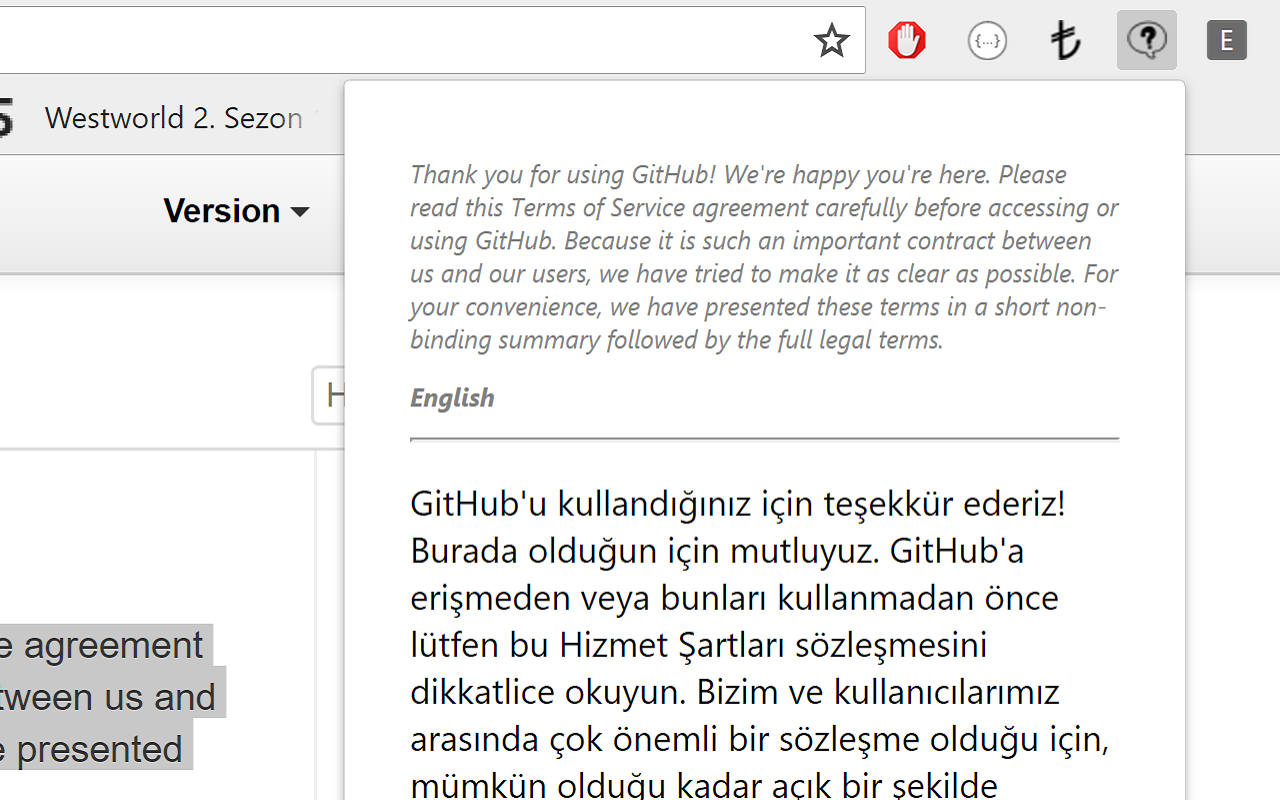 {...}
₺
?
E
5
Westworld 2. Sezon
Version
Thank you for using GitHub! We're happy you're here. Please
read this Terms of Service agreement carefully before accessing or
using GitHub. Because it is such an important contract between
us and our users, we have tried to make it as clear as possible. For
your convenience, we have presented these terms in a short non-
binding summary followed by the full legal terms.
English
H
GitHub'u kullandığınız için teşekkür ederiz!
Burada olduğun için mutluyuz. GitHub'a
erişmeden veya bunları kullanmadan önce
lütfen bu Hizmet Şartları sözleşmesini
dikkatlice okuyun. Bizim ve kullanıcılarımız
arasında çok önemli bir sözleşme olduğu için,
mümkün olduğu kadar açık bir şekilde
e agreement
tween us and
e presented